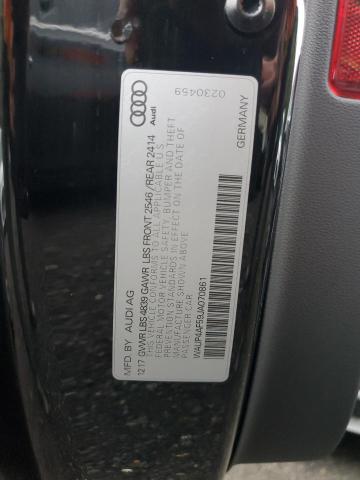 MFD. BY AUDI AG
12 17 GVWR LBS 4839 GAWR LBS FRONT 2546 / REAR 2414
THIS VEHICLE CONFORMS TO ALL APPLICABLE U S
FEDERAL MOTOR VEHICLE SAFETY, BUMPER AND THEFT
PREVENTION STANDARDS IN EFFECT ON THE DATE OF
MANUFACTURE SHOWN ABOVE
PASSENGER CAR
WAUP4AF59JA070861
GERMANY
Audi
0230459